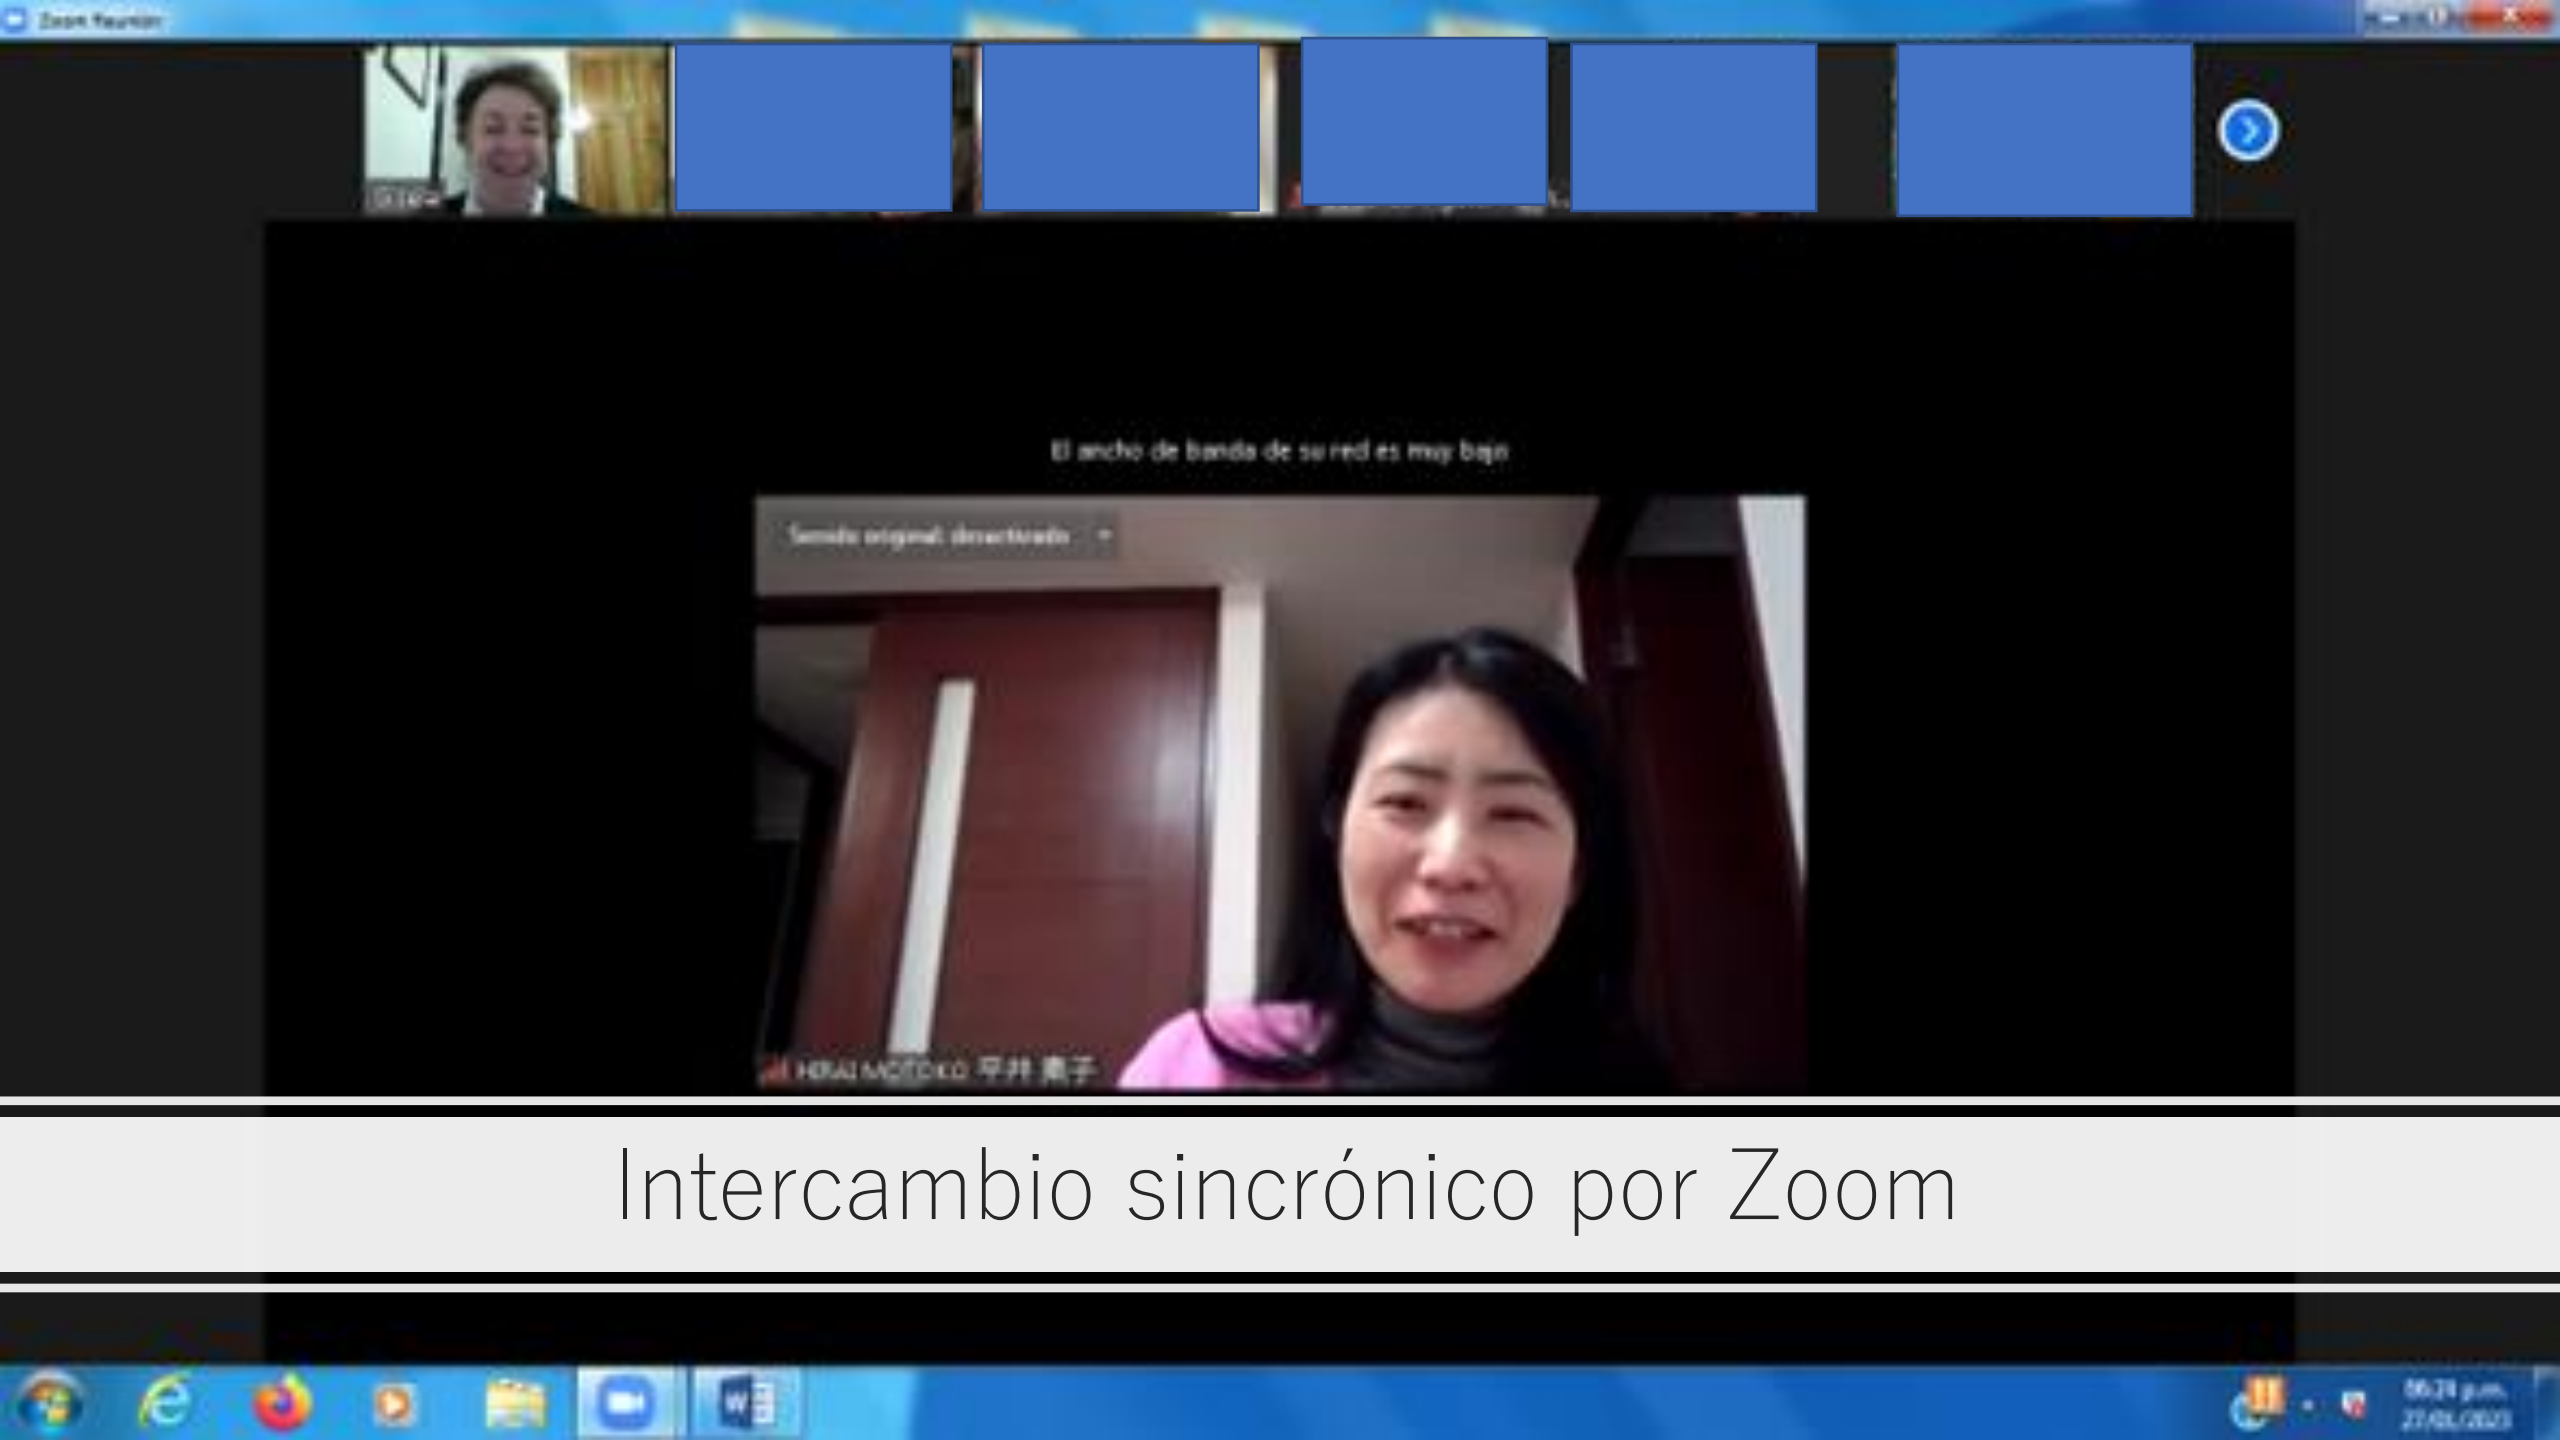 Zoom Reunión
El ancho de banda de su red es muy bajo
Sonido original: desactivado
HIRAI MOTOKO 平井 素子
Intercambio sincrónico por Zoom
W